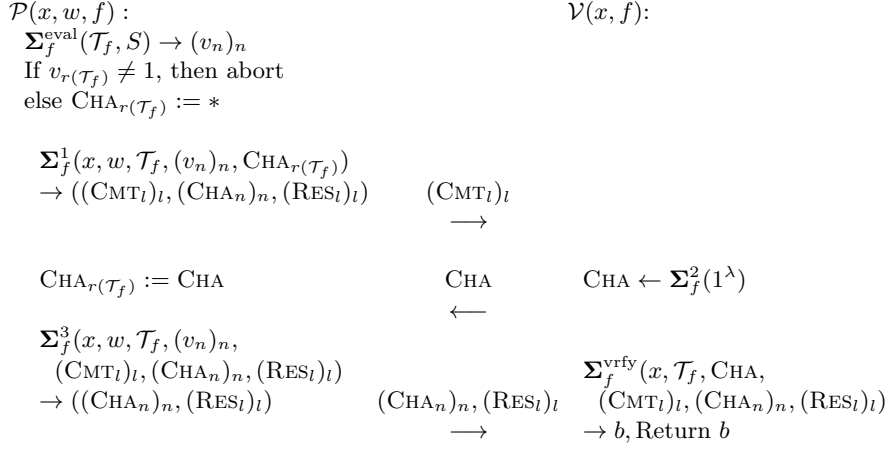 𝒫(x, w, f) : 𝒱(x, f):
Σ_f^eval(𝒯_f, S) → (v_n)_n
If v_{r(𝒯_f)} ≠ 1, then abort
else CHA_{r(𝒯_f)} := ∗
Σ_f^1(x, w, 𝒯_f, (v_n)_n, CHA_{r(𝒯_f)})
→ ((CMT_l)_l, (CHA_n)_n, (RES_l)_l) (CMT_l)_l
⟶
CHA_{r(𝒯_f)} := CHA CHA CHA ← Σ_f^2(1^λ)
⟵
Σ_f^3(x, w, 𝒯_f, (v_n)_n,
(CMT_l)_l, (CHA_n)_n, (RES_l)_l) Σ_f^vrfy(x, 𝒯_f, CHA,
→ ((CHA_n)_n, (RES_l)_l) (CHA_n)_n, (RES_l)_l (CMT_l)_l, (CHA_n)_n, (RES_l)_l)
⟶ → b, Return b